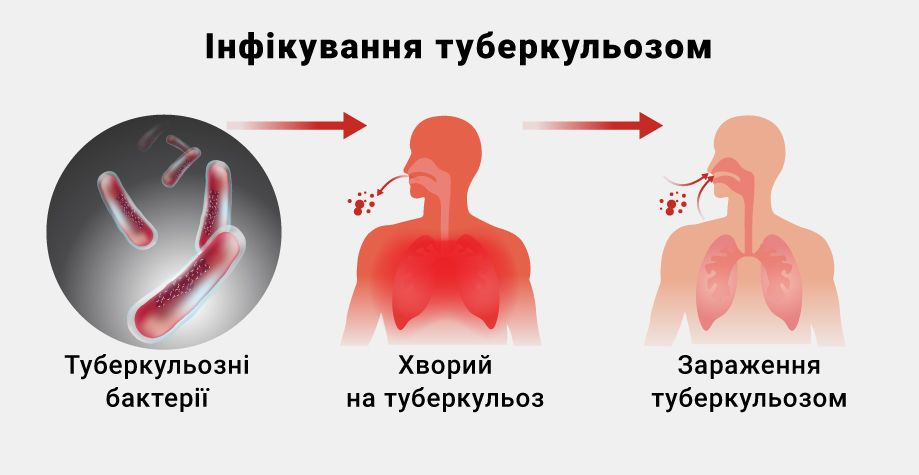 Інфікування туберкульозом
Туберкульозні
бактерії
Хворий
на туберкульоз
Зараження
туберкульозом